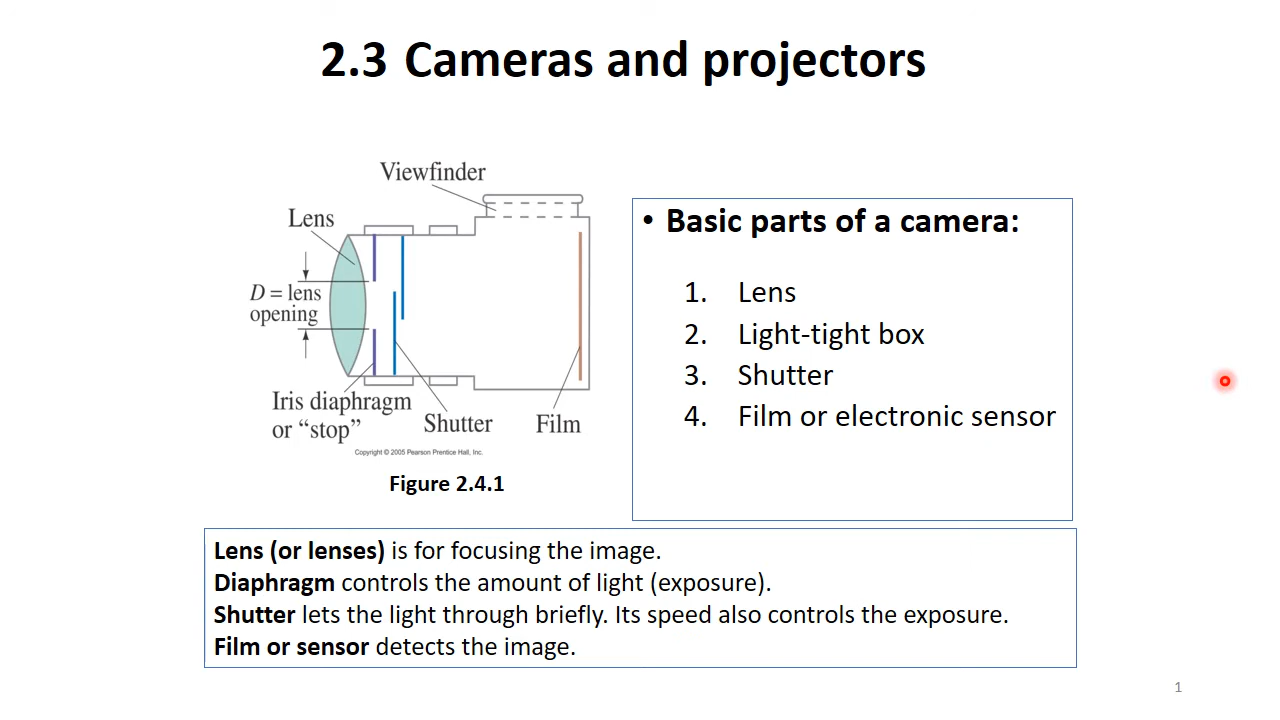 2.3 Cameras and projectors
Viewfinder
Lens
D = lens
opening
Iris diaphragm
or “stop”
Shutter
Film
Copyright © 2005 Pearson Prentice Hall, Inc.
Figure 2.4.1
• Basic parts of a camera:
1. Lens
2. Light-tight box
3. Shutter
4. Film or electronic sensor
Lens (or lenses) is for focusing the image.
Diaphragm controls the amount of light (exposure).
Shutter lets the light through briefly. Its speed also controls the exposure.
Film or sensor detects the image.
1